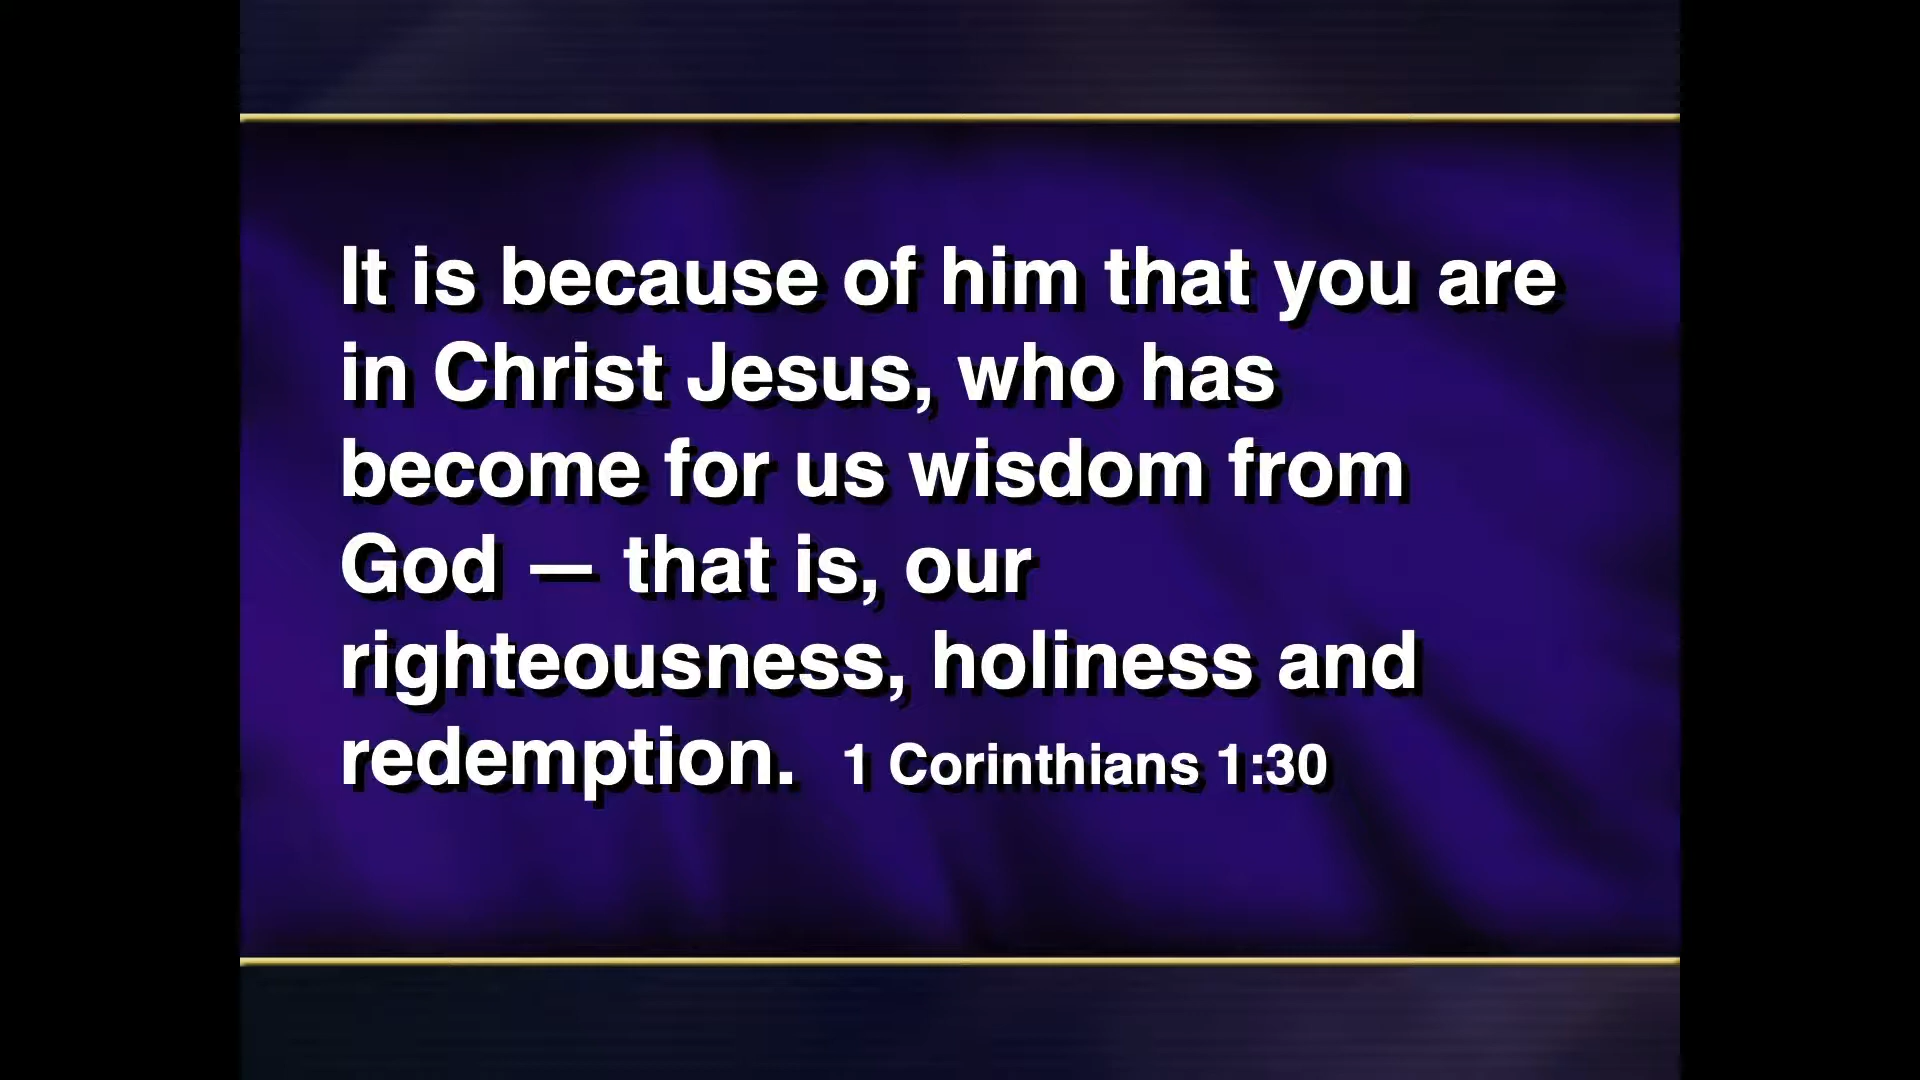 It is because of him that you are
in Christ Jesus, who has
become for us wisdom from
God — that is, our
righteousness, holiness and
redemption. 1 Corinthians 1:30